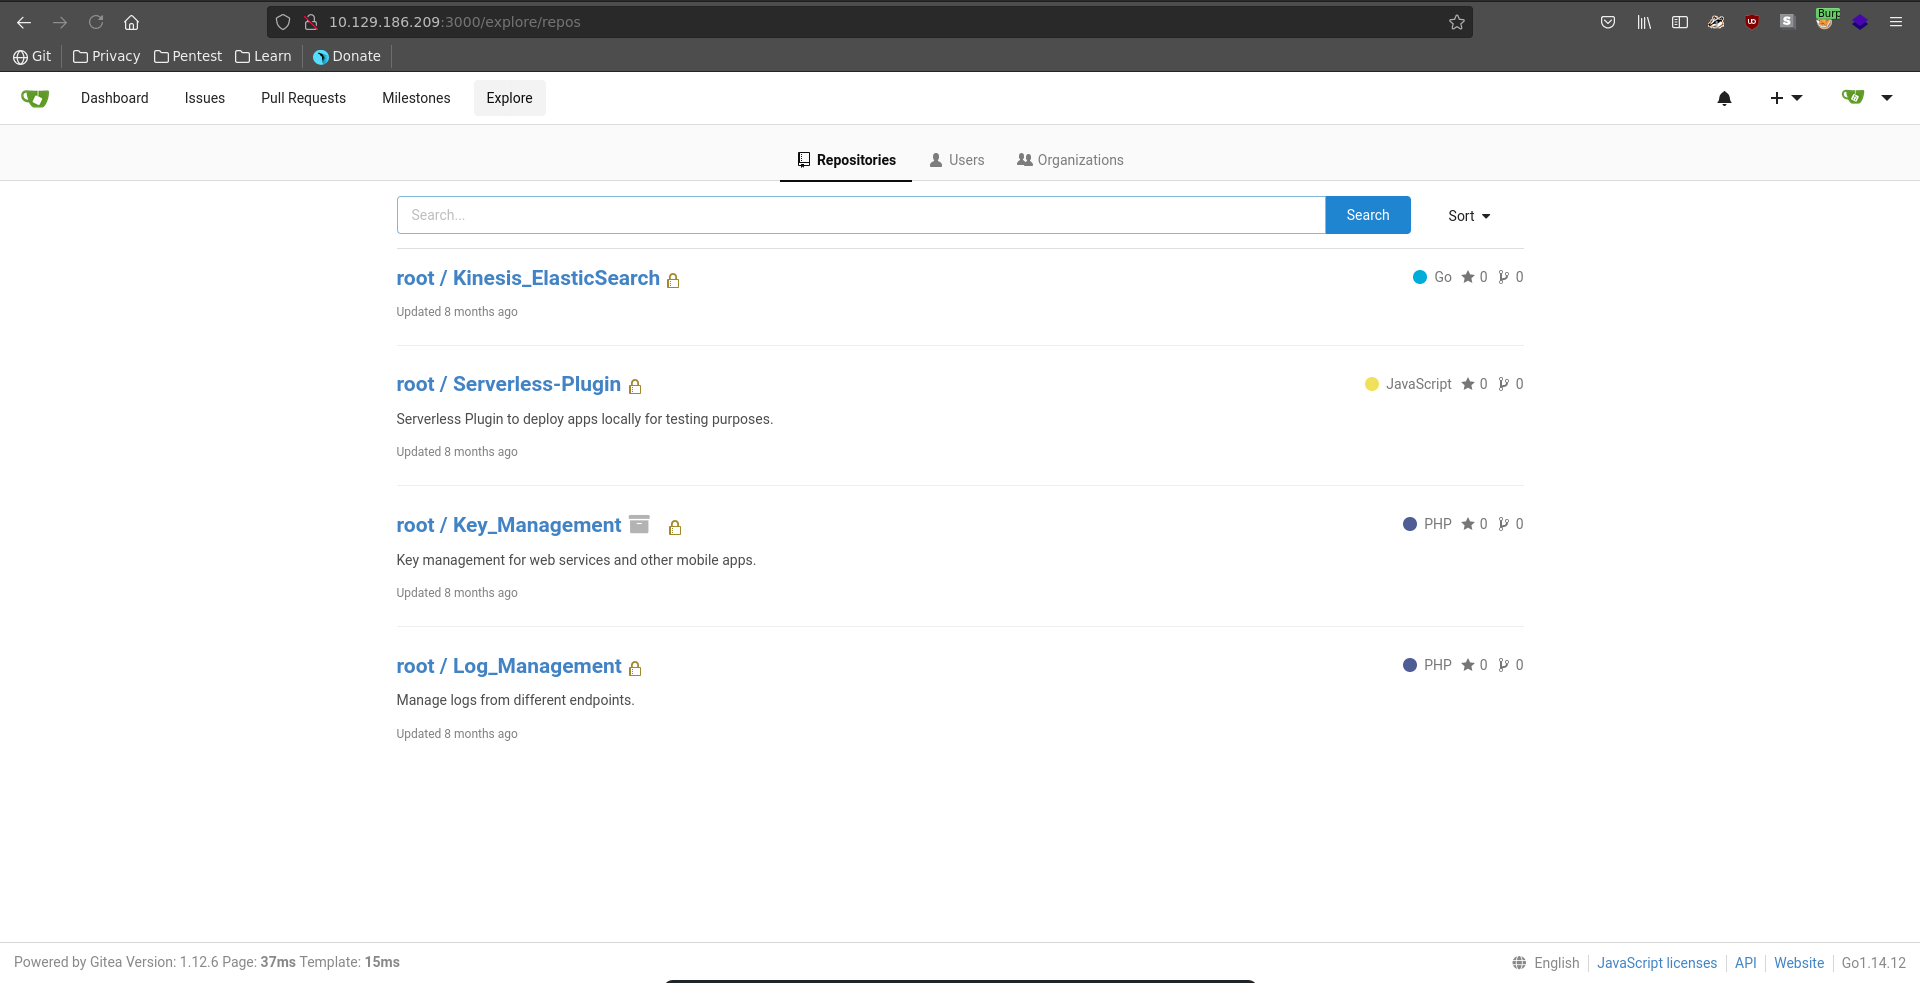 10.129.186.209:3000/explore/repos
Burp
Git Privacy Pentest Learn Donate
Dashboard Issues Pull Requests Milestones Explore
Repositories Users Organizations
Search... Search Sort
root / Kinesis_ElasticSearch Go 0 0
Updated 8 months ago
root / Serverless-Plugin JavaScript 0 0
Serverless Plugin to deploy apps locally for testing purposes.
Updated 8 months ago
root / Key_Management PHP 0 0
Key management for web services and other mobile apps.
Updated 8 months ago
root / Log_Management PHP 0 0
Manage logs from different endpoints.
Updated 8 months ago
Powered by Gitea Version: 1.12.6 Page: 37ms Template: 15ms English JavaScript licenses API Website Go1.14.12